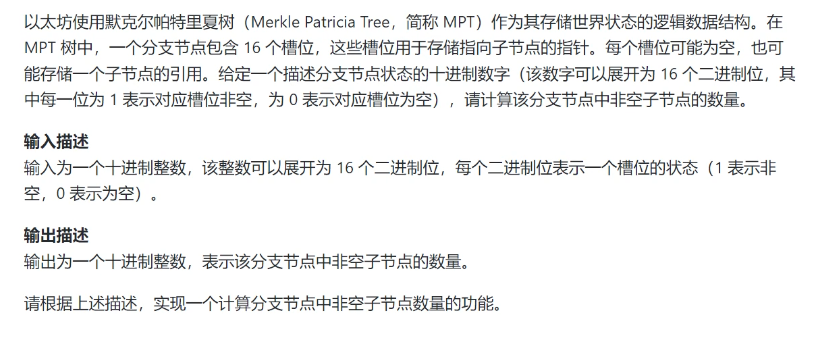 以太坊使用默克尔帕特里夏树（Merkle Patricia Tree，简称 MPT）作为其存储世界状态的逻辑数据结构。在
MPT 树中，一个分支节点包含 16 个槽位，这些槽位用于存储指向子节点的指针。每个槽位可能为空，也可
能存储一个子节点的引用。给定一个描述分支节点状态的十进制数字（该数字可以展开为 16 个二进制位，其
中每一位为 1 表示对应槽位非空，为 0 表示对应槽位为空），请计算该分支节点中非空子节点的数量。
输入描述
输入为一个十进制整数，该整数可以展开为 16 个二进制位，每个二进制位表示一个槽位的状态（1 表示非
空，0 表示为空）。
输出描述
输出为一个十进制整数，表示该分支节点中非空子节点的数量。
请根据上述描述，实现一个计算分支节点中非空子节点数量的功能。